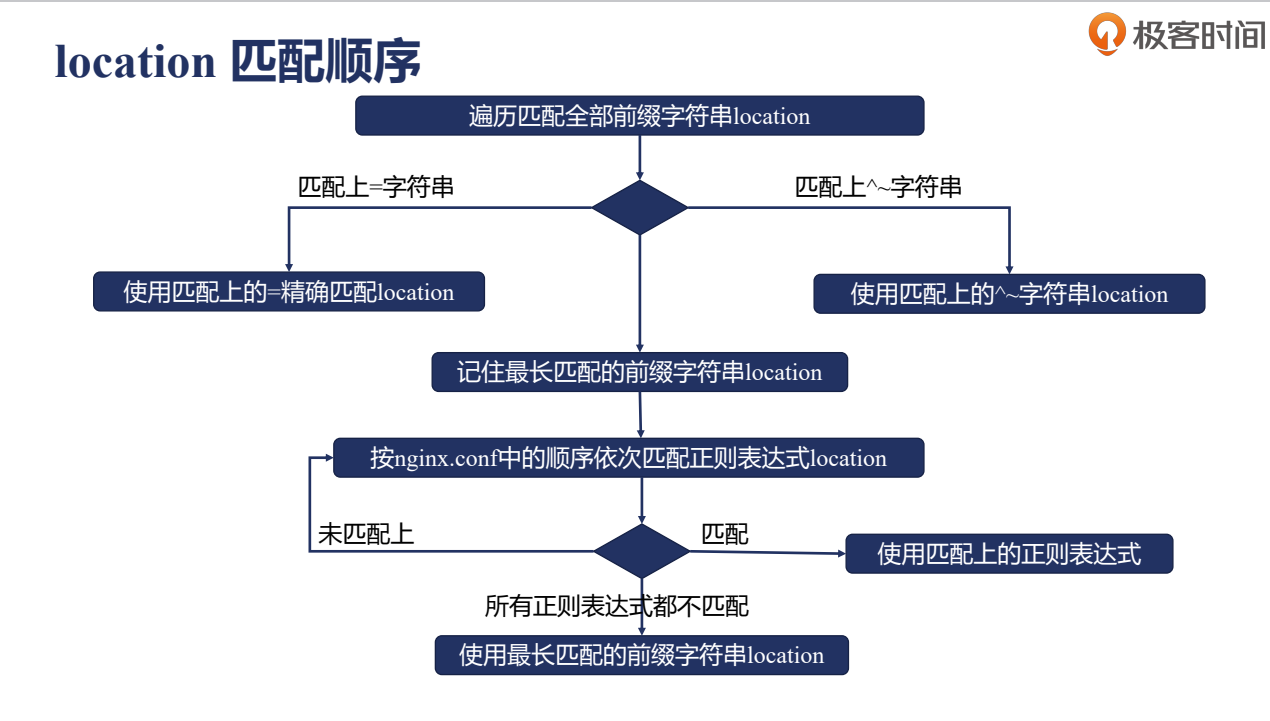 极客时间
location 匹配顺序
遍历匹配全部前缀字符串location
匹配上=字符串
匹配上^~字符串
使用匹配上的=精确匹配location
使用匹配上的^~字符串location
记住最长匹配的前缀字符串location
按nginx.conf中的顺序依次匹配正则表达式location
未匹配上
匹配
使用匹配上的正则表达式
所有正则表达式都不匹配
使用最长匹配的前缀字符串location